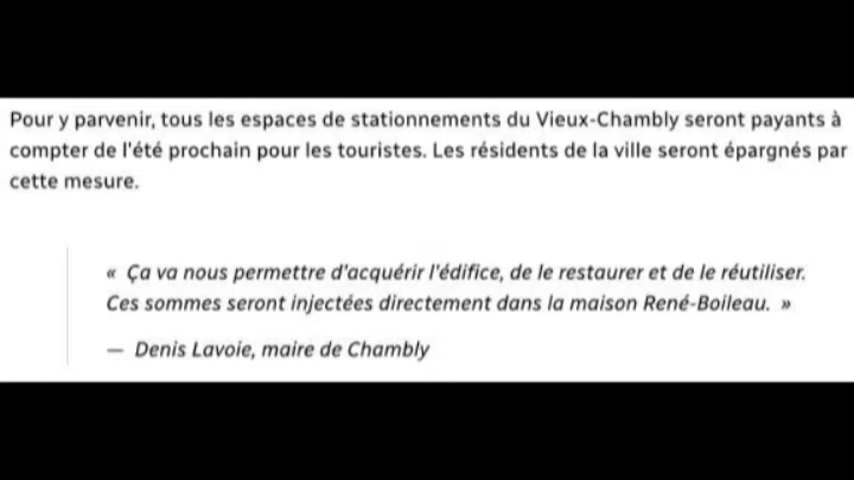 Pour y parvenir, tous les espaces de stationnements du Vieux-Chambly seront payants à
compter de l'été prochain pour les touristes. Les résidents de la ville seront épargnés par
cette mesure.
« Ça va nous permettre d'acquérir l'édifice, de le restaurer et de le réutiliser.
Ces sommes seront injectées directement dans la maison René-Boileau. »
— Denis Lavoie, maire de Chambly